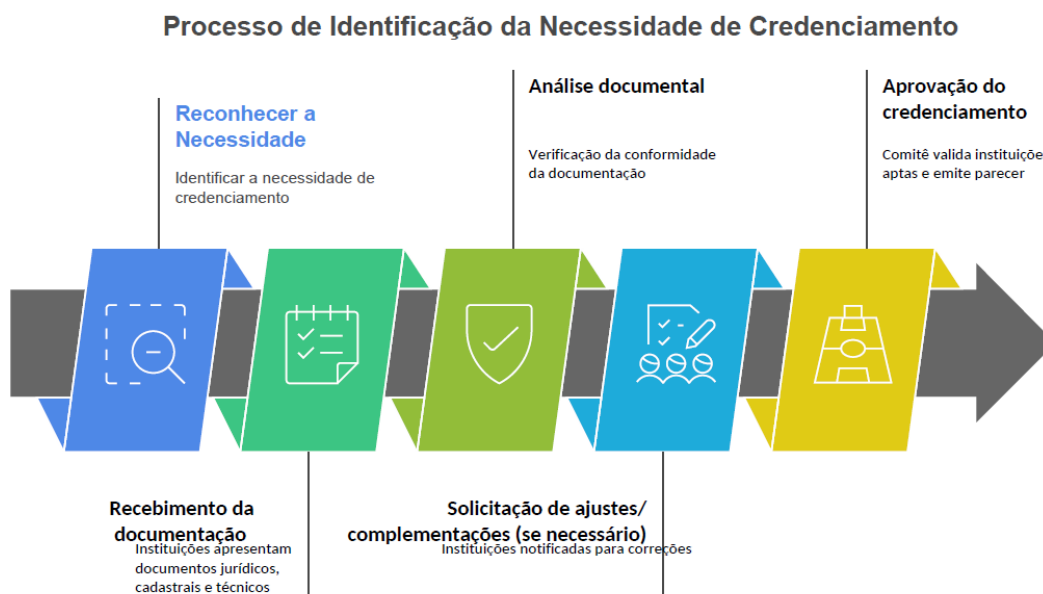 Processo de Identificação da Necessidade de Credenciamento
Reconhecer a
Necessidade
Identificar a necessidade de
credenciamento
Análise documental
Verificação da conformidade
da documentação
Aprovação do
credenciamento
Comitê valida instituiçõe
aptas e emite parecer
Recebimento da
documentação
Instituições apresentam
documentos jurídicos,
cadastrais e técnicos
Solicitação de ajustes/
complementações (se necessário)
Instituições notificadas para correções